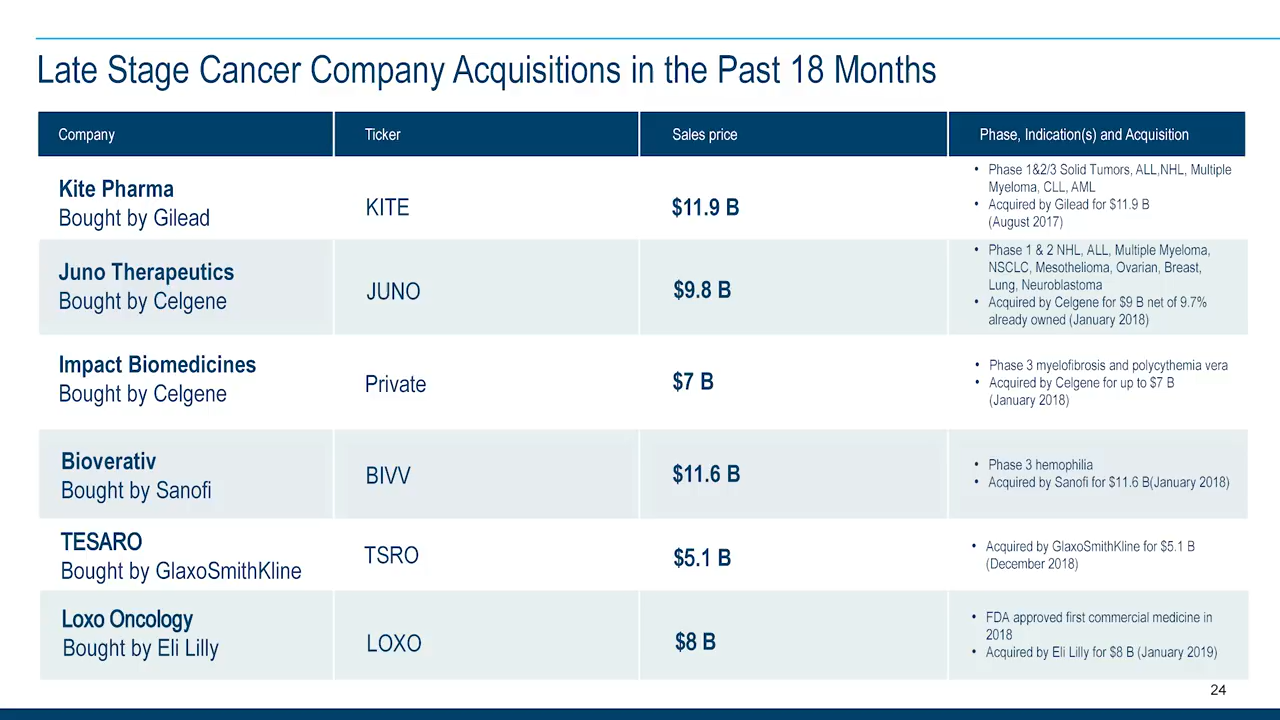 Late Stage Cancer Company Acquisitions in the Past 18 Months
Company Ticker Sales price Phase, Indication(s) and Acquisition
Kite Pharma
Bought by Gilead
KITE
$11.9 B
• Phase 1&2/3 Solid Tumors, ALL,NHL, Multiple
Myeloma, CLL, AML
• Acquired by Gilead for $11.9 B
(August 2017)
Juno Therapeutics
Bought by Celgene
JUNO
$9.8 B
• Phase 1 & 2 NHL, ALL, Multiple Myeloma,
NSCLC, Mesothelioma, Ovarian, Breast,
Lung, Neuroblastoma
• Acquired by Celgene for $9 B net of 9.7%
already owned (January 2018)
Impact Biomedicines
Bought by Celgene
Private
$7 B
• Phase 3 myelofibrosis and polycythemia vera
• Acquired by Celgene for up to $7 B
(January 2018)
Bioverativ
Bought by Sanofi
BIVV
$11.6 B
• Phase 3 hemophilia
• Acquired by Sanofi for $11.6 B(January 2018)
TESARO
Bought by GlaxoSmithKline
TSRO
$5.1 B
• Acquired by GlaxoSmithKline for $5.1 B
(December 2018)
Loxo Oncology
Bought by Eli Lilly
LOXO
$8 B
• FDA approved first commercial medicine in
2018
• Acquired by Eli Lilly for $8 B (January 2019)
24